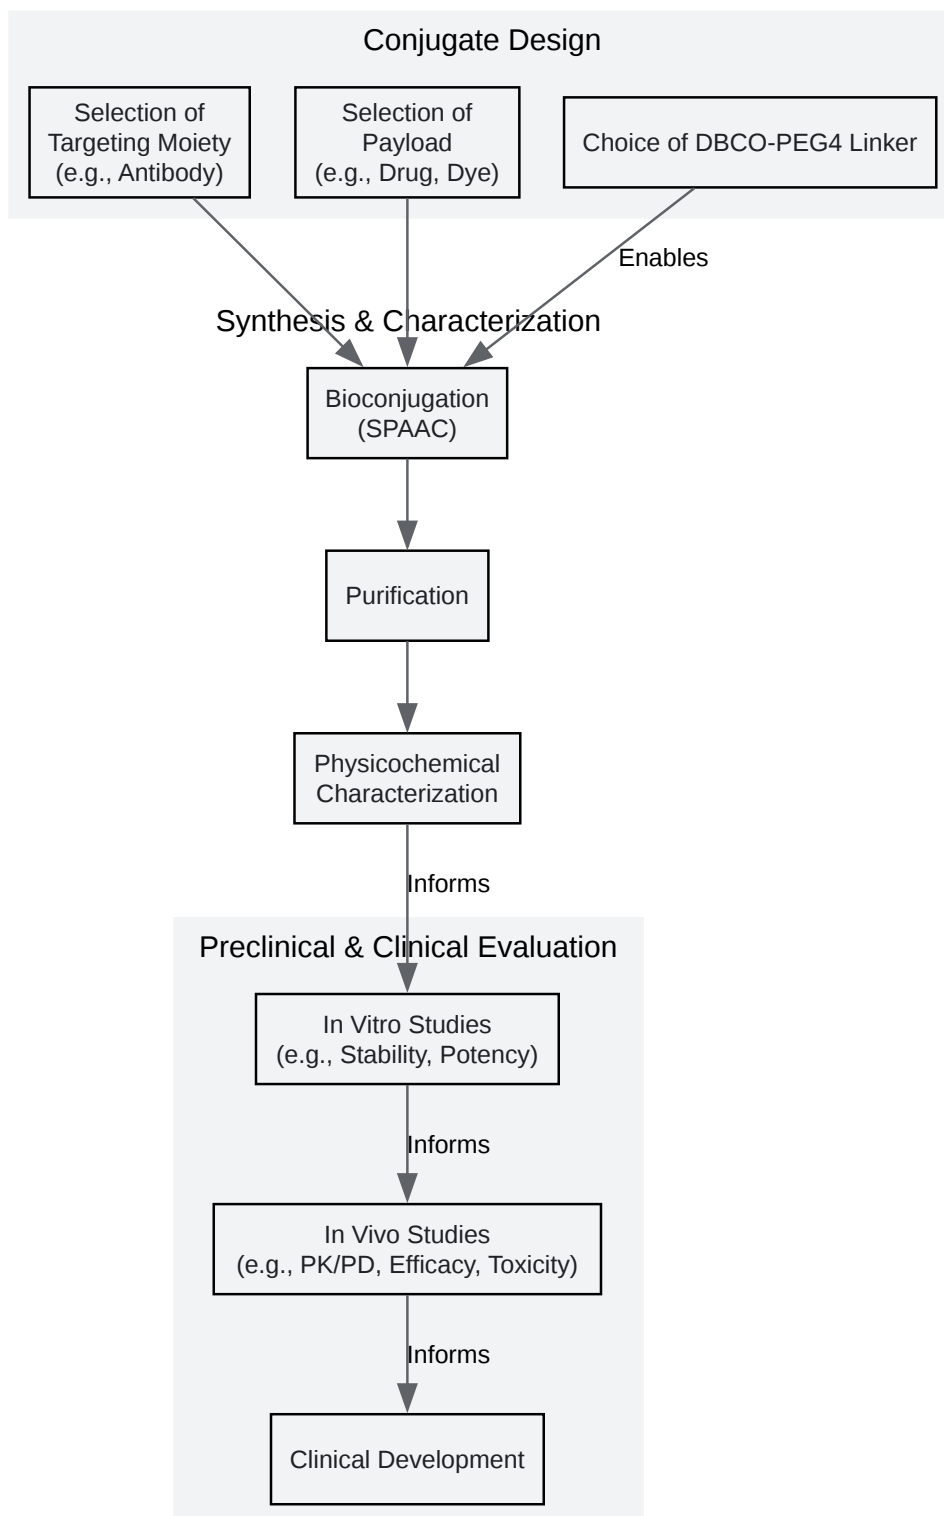 Conjugate Design
Selection of
Targeting Moiety
(e.g., Antibody)
Selection of
Payload
(e.g., Drug, Dye)
Choice of DBCO-PEG4 Linker
Enables
Synthesis & Characterization
Bioconjugation
(SPAAC)
Purification
Physicochemical
Characterization
Informs
Preclinical & Clinical Evaluation
In Vitro Studies
(e.g., Stability, Potency)
Informs
In Vivo Studies
(e.g., PK/PD, Efficacy, Toxicity)
Informs
Clinical Development